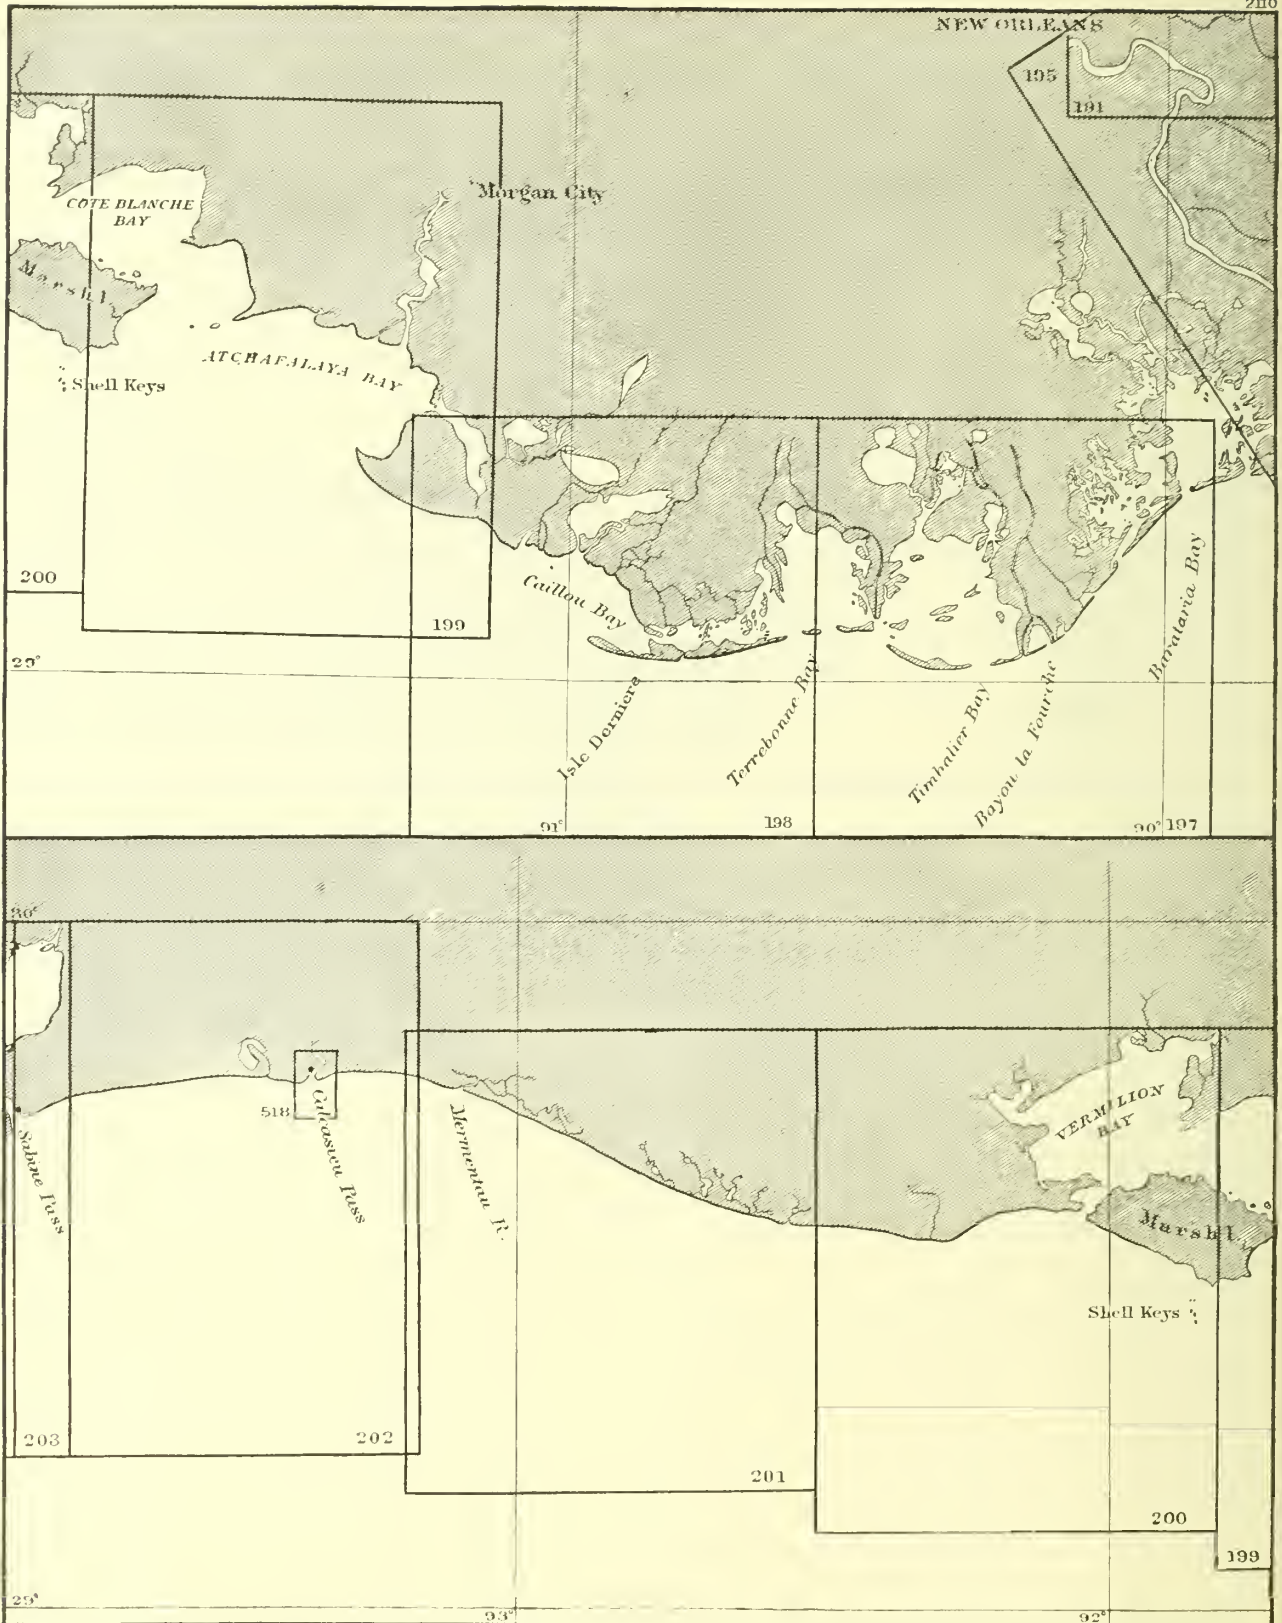 2110
NEW ORLEANS
195
191
Morgan City
COTE BLANCHE
BAY
Marsh I.
ATCHAFALAYA BAY
Shell Keys
200
199
Caillou Bay
29°
Isle Derniere
Terrebonne Bay
Timbalier Bay
Bayou la Fourche
Barataria Bay
91°
198
90°
197
30°
518
Calcasieu Pass
Sabine Pass
Mermentau R.
VERMILION
BAY
Marsh I.
Shell Keys
203
202
201
200
199
29°
93°
92°